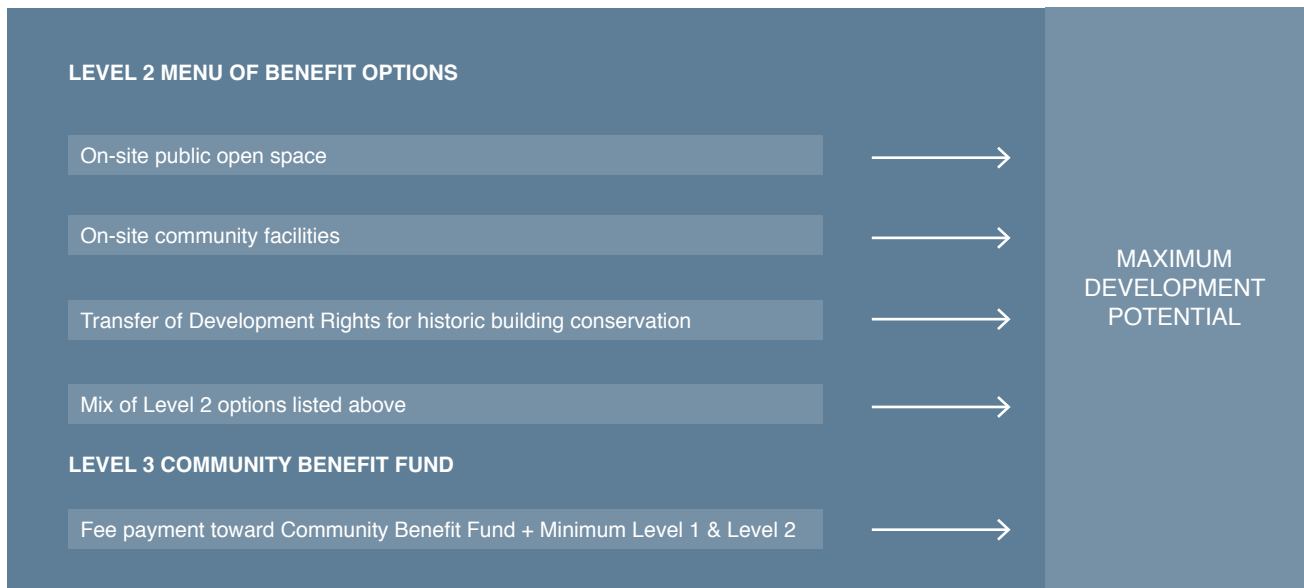 LEVEL 2 MENU OF BENEFIT OPTIONS
On-site public open space
On-site community facilities
Transfer of Development Rights for historic building conservation
Mix of Level 2 options listed above
LEVEL 3 COMMUNITY BENEFIT FUND
Fee payment toward Community Benefit Fund + Minimum Level 1 & Level 2
MAXIMUM
DEVELOPMENT
POTENTIAL